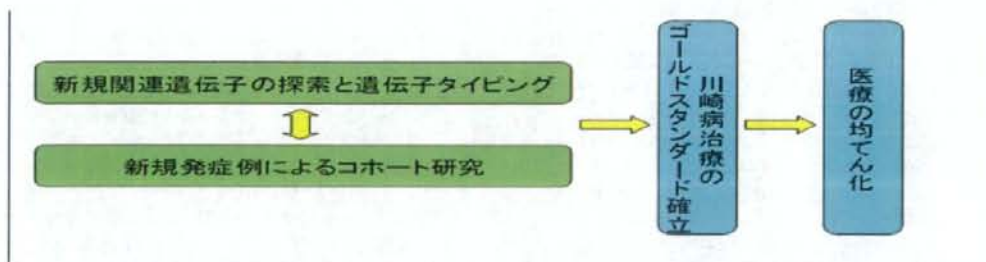 新規関連遺伝子の探索と遺伝子タイピング
新規発症例によるコホート研究
川崎病治療の
ゴールドスタンダード確立
医療の均てん化